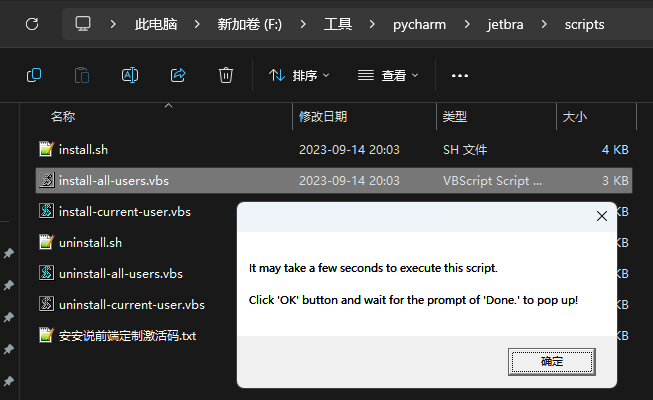 此电脑 > 新加卷 (F:) > 工具 > pycharm > jetbra > scripts
排序 查看
名称 修改日期 类型 大小
install.sh 2023-09-14 20:03 SH 文件 4 KB
install-all-users.vbs 2023-09-14 20:03 VBScript Script ... 3 KB
install-current-user.vbs KB
uninstall.sh KB
uninstall-all-users.vbs KB
uninstall-current-user.vbs KB
安安说前端定制激活码.txt KB
It may take a few seconds to execute this script.
Click 'OK' button and wait for the prompt of 'Done.' to pop up!
确定